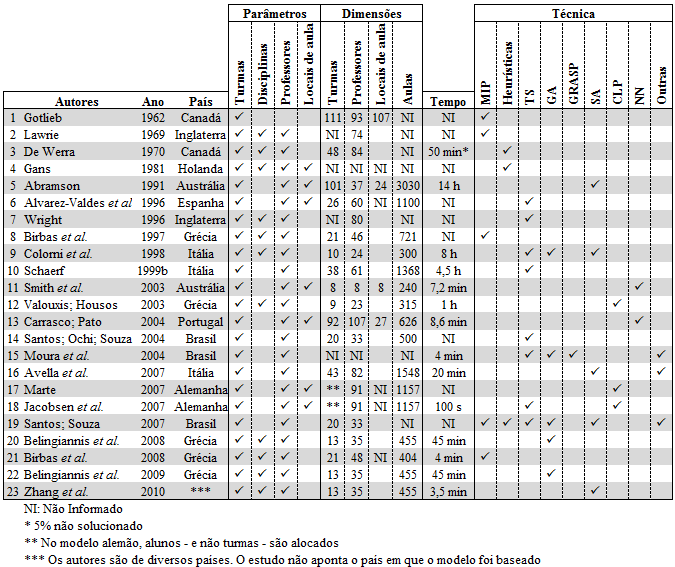 Parâmetros Dimensões Técnica
Autores Ano País Turmas Disciplinas Professores Locais de aula Turmas Professores Locais de aula Aulas Tempo MIP Heurísticas TS GA GRASP SA CLP NN Outras
1 Gotlieb 1962 Canadá ✓ 111 93 107 NI NI ✓
2 Lawrie 1969 Inglaterra ✓ ✓ ✓ NI 74 NI NI ✓
3 De Werra 1970 Canadá ✓ ✓ ✓ 48 84 NI 50 min* ✓
4 Gans 1981 Holanda ✓ ✓ ✓ ✓ NI NI NI NI NI ✓
5 Abramson 1991 Austrália ✓ ✓ ✓ 101 37 24 3030 14 h ✓
6 Alvarez-Valdes et al 1996 Espanha ✓ ✓ ✓ 26 60 NI 1100 NI ✓
7 Wright 1996 Inglaterra ✓ ✓ ✓ NI 80 NI NI ✓
8 Birbas et al. 1997 Grécia ✓ ✓ ✓ 21 46 721 NI ✓
9 Colorni et al. 1998 Itália ✓ ✓ ✓ 10 24 300 8 h ✓ ✓ ✓
10 Schaerf 1999b Itália ✓ ✓ 38 61 1368 4,5 h ✓
11 Smith et al. 2003 Austrália ✓ ✓ ✓ 8 8 8 240 7,2 min ✓
12 Valouxis; Housos 2003 Grécia ✓ ✓ ✓ 9 23 315 1 h ✓
13 Carrasco; Pato 2004 Portugal ✓ ✓ ✓ 92 107 27 626 8,6 min ✓
14 Santos; Ochi; Souza 2004 Brasil ✓ ✓ 20 33 500 NI ✓
15 Moura et al. 2004 Brasil ✓ ✓ NI NI NI 4 min ✓ ✓ ✓ ✓
16 Avella et al. 2007 Itália ✓ ✓ 43 82 1548 20 min ✓ ✓
17 Marte 2007 Alemanha ✓ ✓ ✓ ** 91 NI 1157 NI ✓
18 Jacobsen et al. 2007 Alemanha ✓ ✓ ✓ ** 91 NI 1157 100 s ✓ ✓
19 Santos; Souza 2007 Brasil ✓ ✓ 20 33 NI NI ✓ ✓ ✓ ✓ ✓ ✓
20 Belingiannis et al. 2008 Grécia ✓ ✓ ✓ 13 35 455 45 min ✓
21 Birbas et al. 2008 Grécia ✓ ✓ ✓ 21 48 NI 404 4 min ✓
22 Belingiannis et al. 2009 Grécia ✓ ✓ ✓ 13 35 455 45 min ✓
23 Zhang et al. 2010 *** ✓ ✓ ✓ 13 35 455 3,5 min ✓
NI: Não Informado
* 5% não solucionado
** No modelo alemão, alunos - e não turmas - são alocados
*** Os autores são de diversos países. O estudo não aponta o país em que o modelo foi baseado